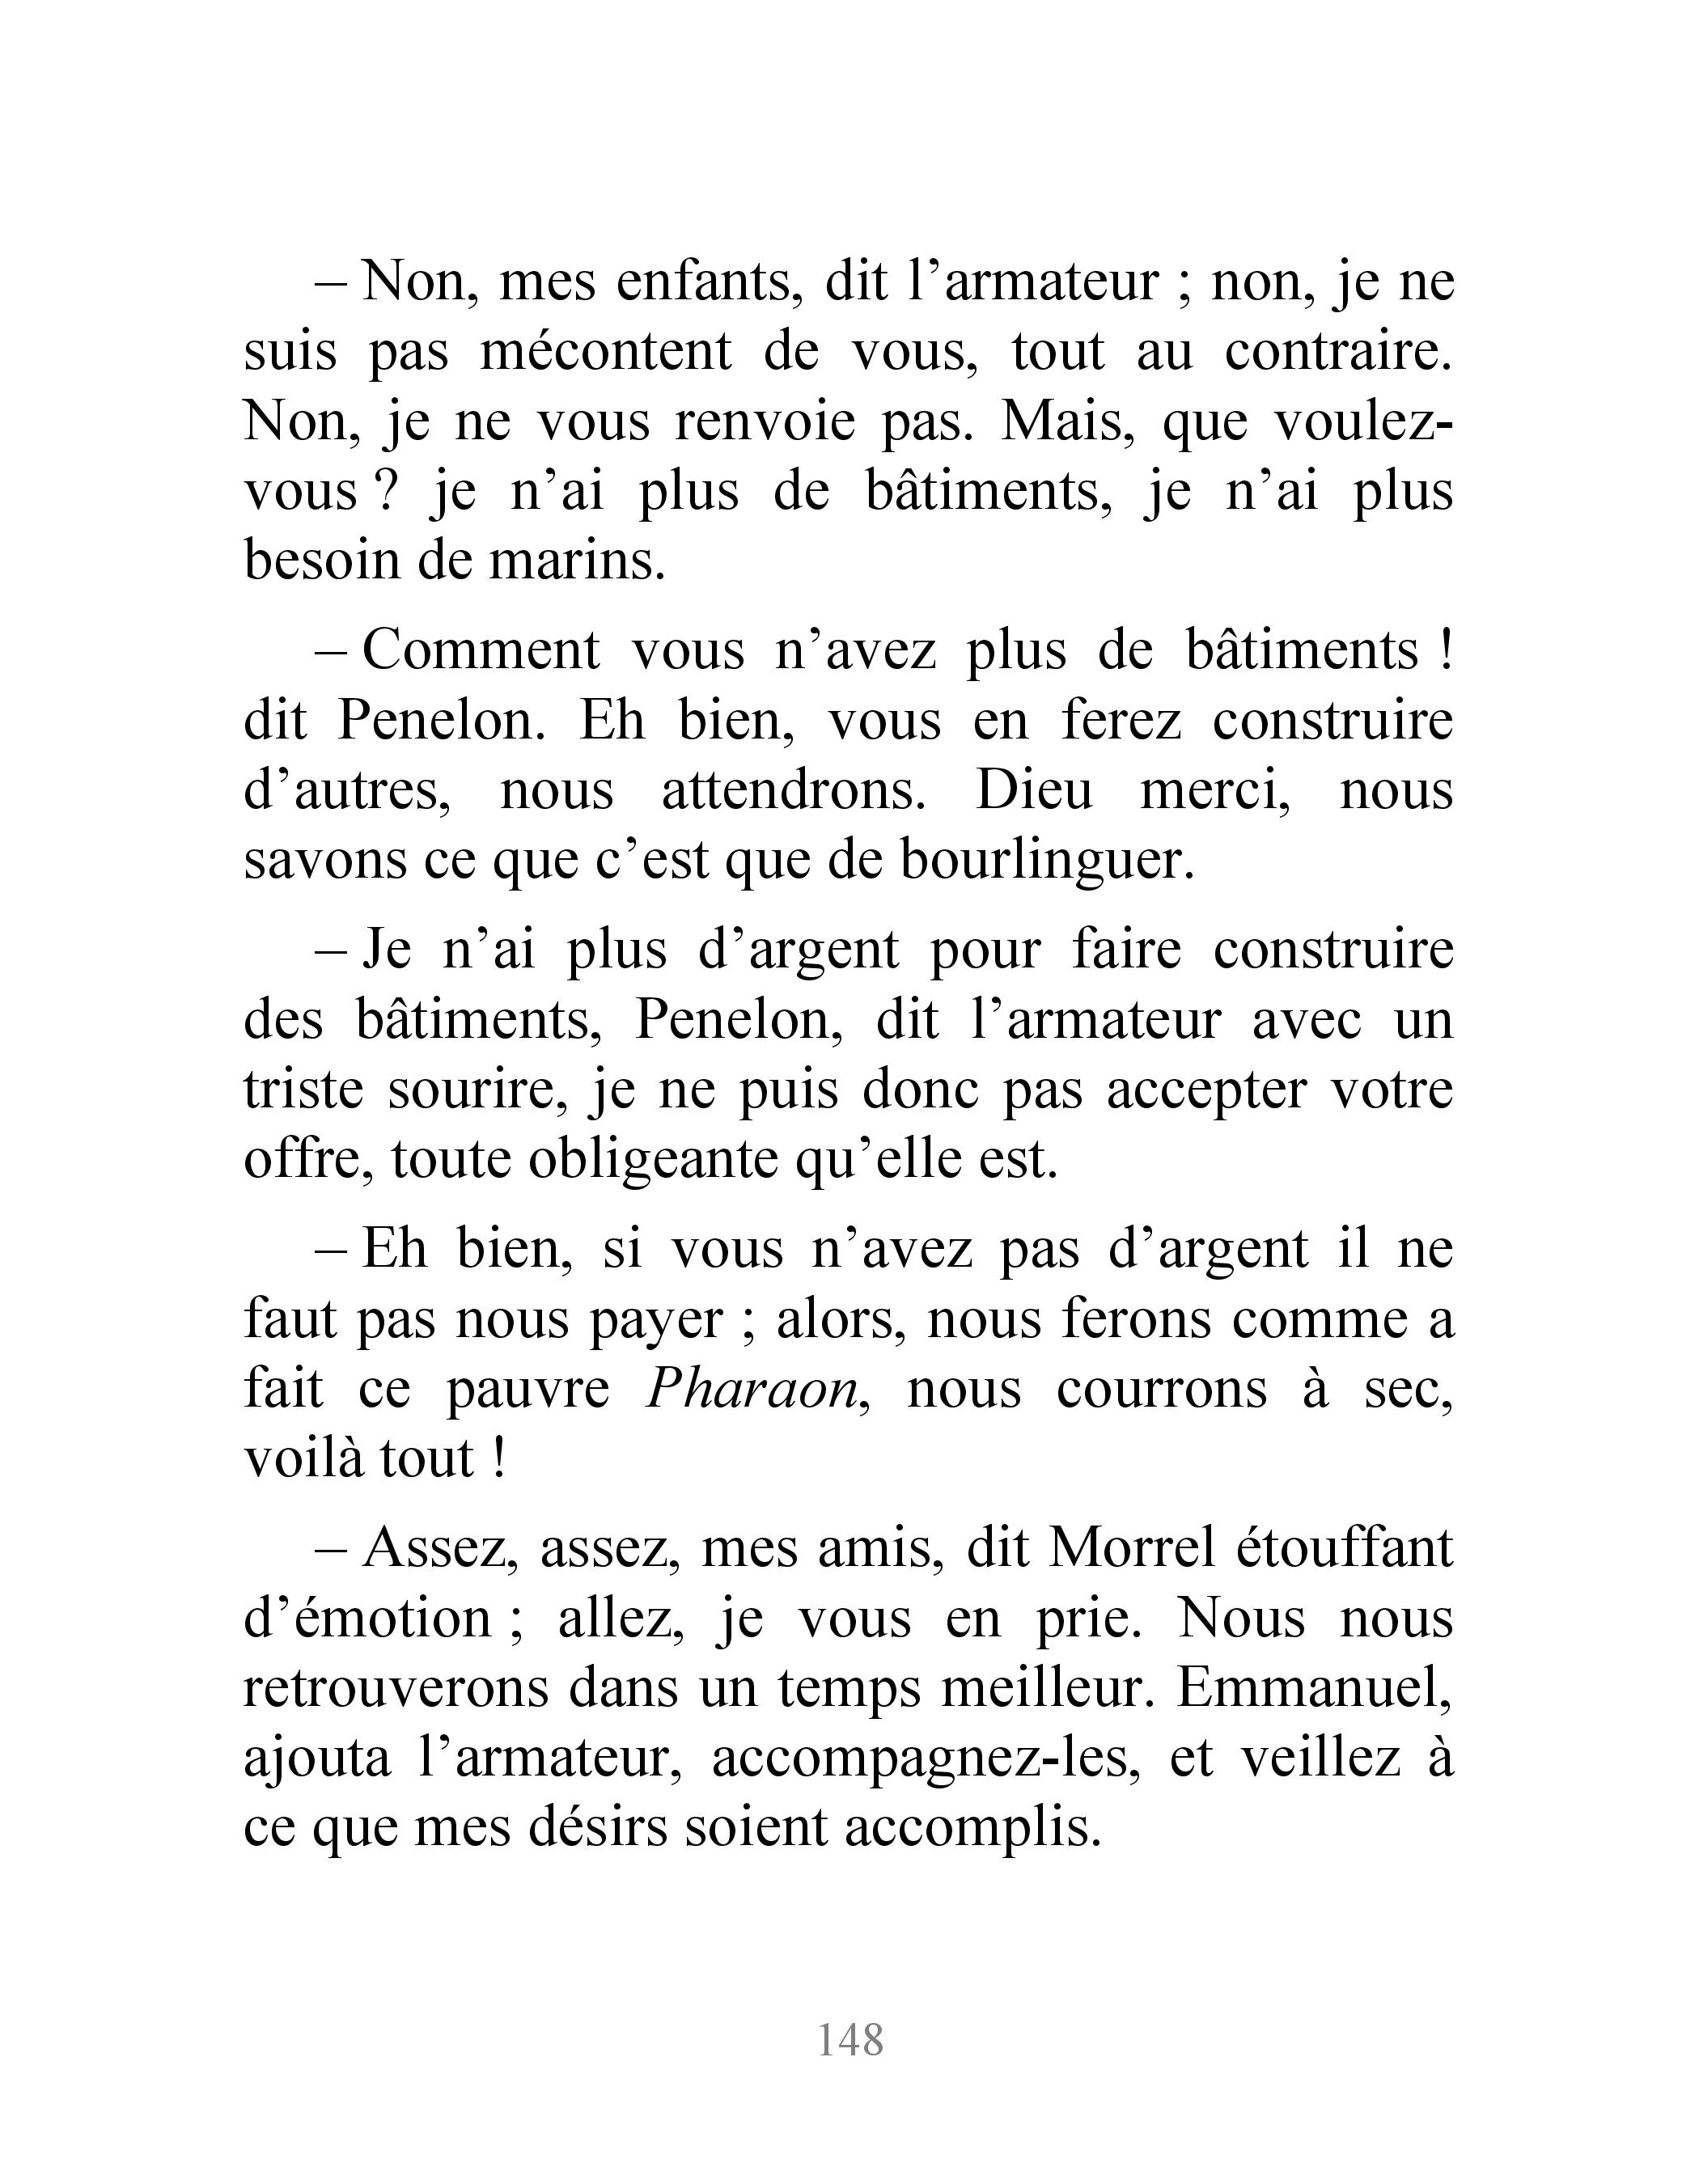 – Non, mes enfants, dit l’armateur ; non, je ne
suis pas mécontent de vous, tout au contraire.
Non, je ne vous renvoie pas. Mais, que voulez-
vous ? je n’ai plus de bâtiments, je n’ai plus
besoin de marins.
– Comment vous n’avez plus de bâtiments !
dit Penelon. Eh bien, vous en ferez construire
d’autres, nous attendrons. Dieu merci, nous
savons ce que c’est que de bourlinguer.
– Je n’ai plus d’argent pour faire construire
des bâtiments, Penelon, dit l’armateur avec un
triste sourire, je ne puis donc pas accepter votre
offre, toute obligeante qu’elle est.
– Eh bien, si vous n’avez pas d’argent il ne
faut pas nous payer ; alors, nous ferons comme a
fait ce pauvre Pharaon, nous courrons à sec,
voilà tout !
– Assez, assez, mes amis, dit Morrel étouffant
d’émotion ; allez, je vous en prie. Nous nous
retrouverons dans un temps meilleur. Emmanuel,
ajouta l’armateur, accompagnez-les, et veillez à
ce que mes désirs soient accomplis.
148